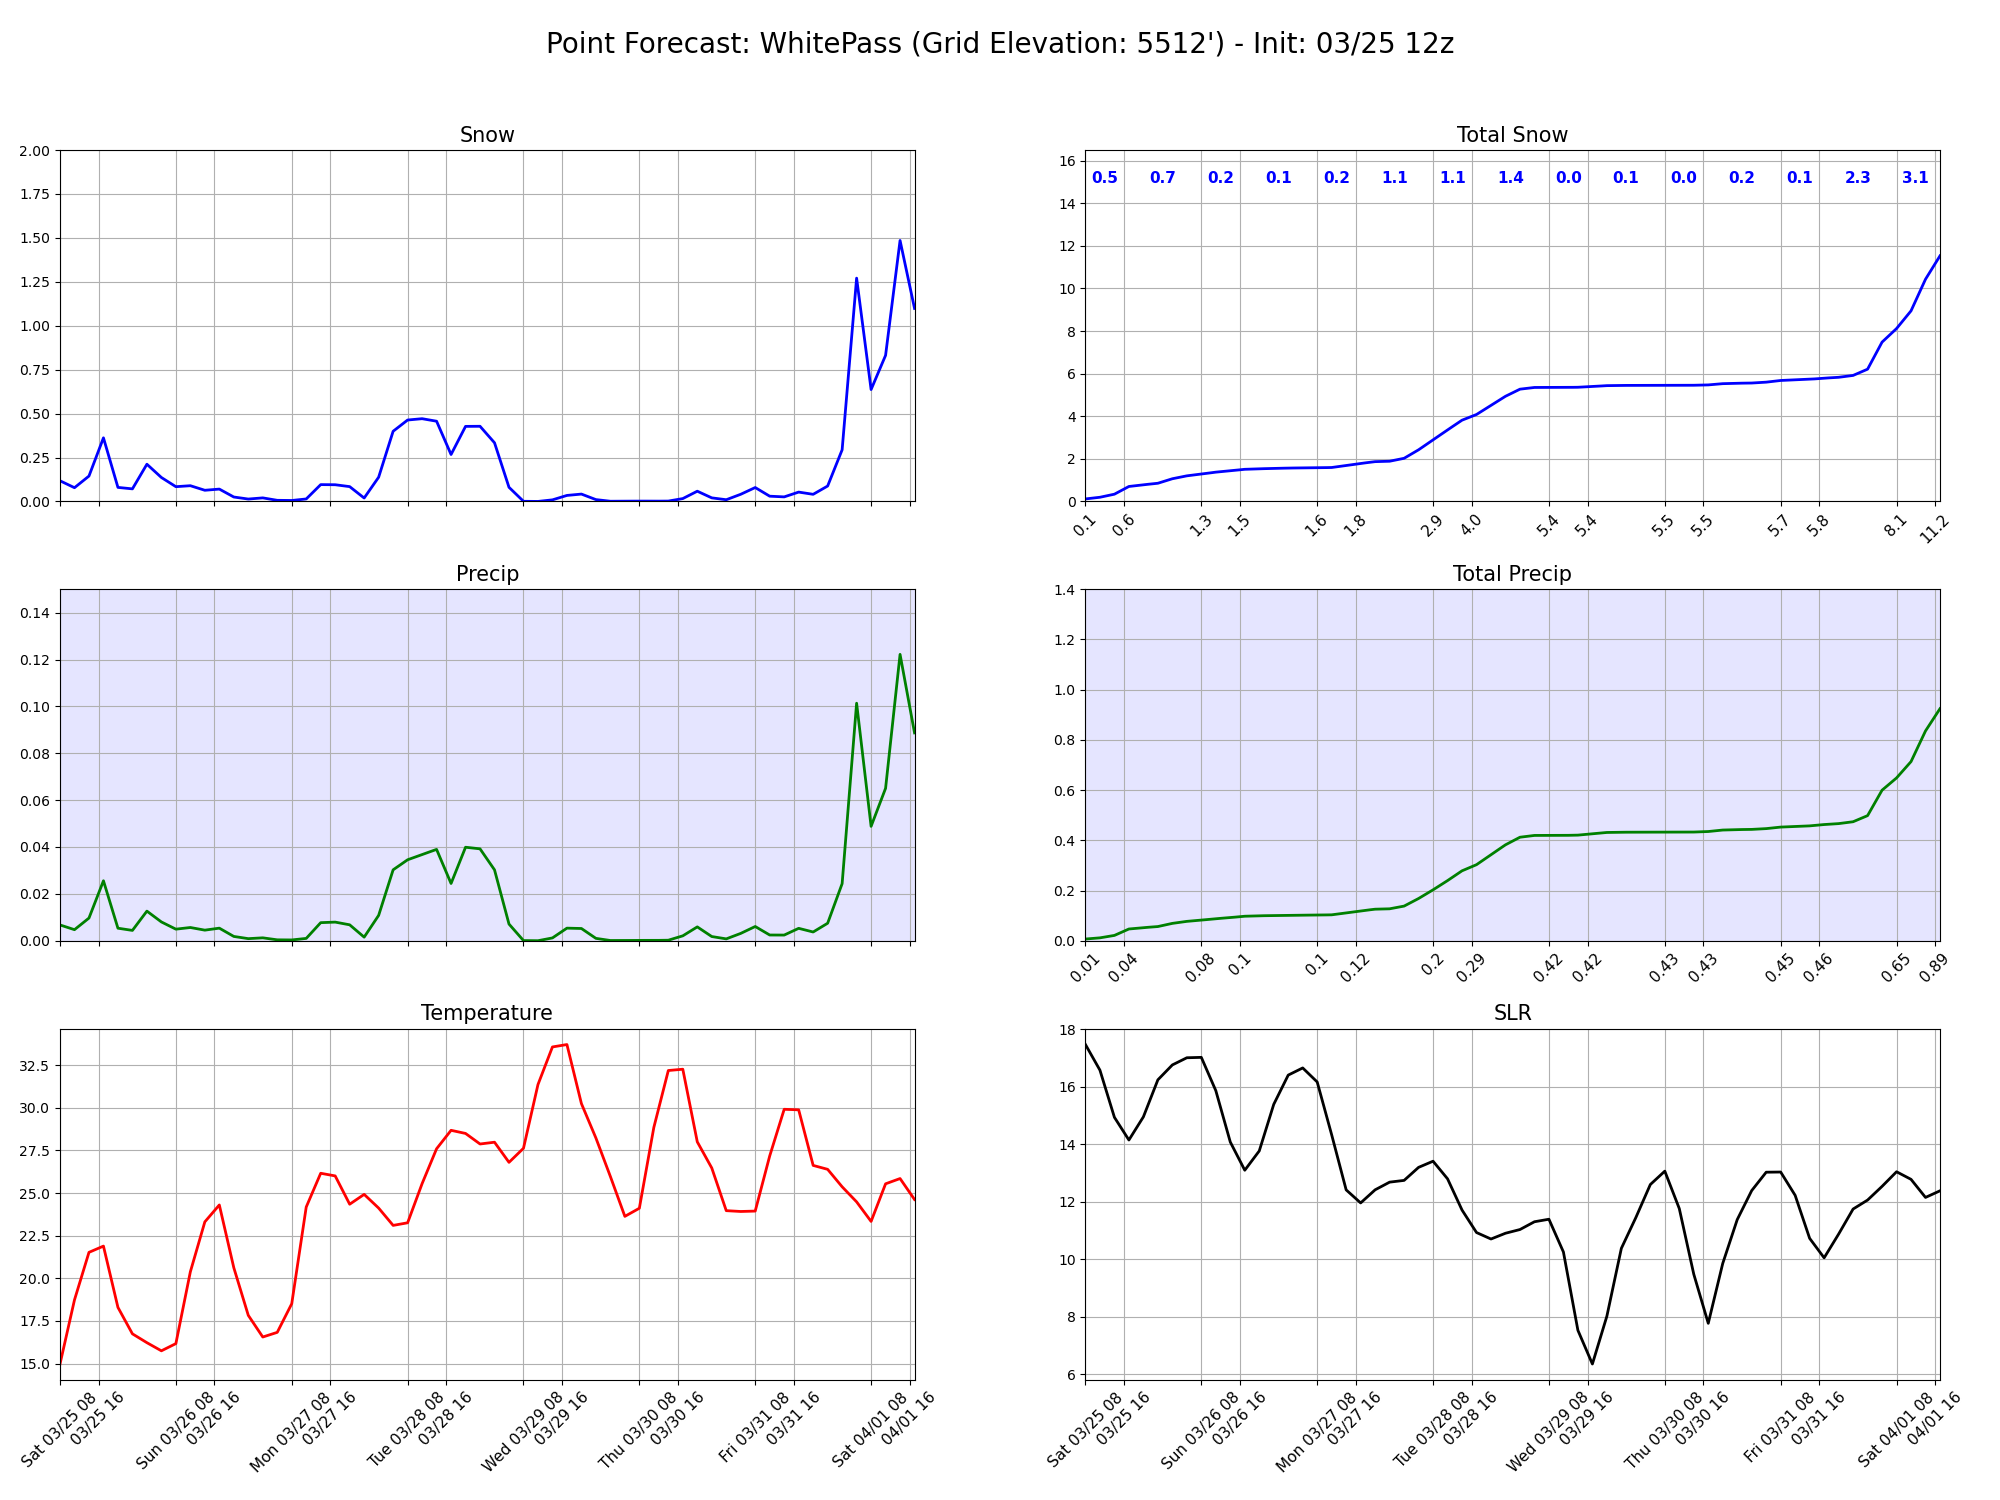 Point Forecast: WhitePass (Grid Elevation: 5512') - Init: 03/25 12z
Snow
2.00
1.75
1.50
1.25
1.00
0.75
0.50
0.25
0.00
Total Snow
16
14
12
10
8
6
4
2
0
0.5 0.7 0.2 0.1 0.2 1.1 1.1 1.4 0.0 0.1 0.0 0.2 0.1 2.3 3.1
0.1 0.6 1.3 1.5 1.6 1.8 2.9 4.0 5.4 5.4 5.5 5.5 5.7 5.8 8.1 11.2
Precip
0.14
0.12
0.10
0.08
0.06
0.04
0.02
0.00
Total Precip
1.4
1.2
1.0
0.8
0.6
0.4
0.2
0.0
0.01 0.04 0.08 0.1 0.1 0.12 0.2 0.29 0.42 0.42 0.43 0.43 0.45 0.46 0.65 0.89
Temperature
32.5
30.0
27.5
25.0
22.5
20.0
17.5
15.0
Sat 03/25 08
03/25 16
Sun 03/26 08
03/26 16
Mon 03/27 08
03/27 16
Tue 03/28 08
03/28 16
Wed 03/29 08
03/29 16
Thu 03/30 08
03/30 16
Fri 03/31 08
03/31 16
Sat 04/01 08
04/01 16
SLR
18
16
14
12
10
8
6
Sat 03/25 08
03/25 16
Sun 03/26 08
03/26 16
Mon 03/27 08
03/27 16
Tue 03/28 08
03/28 16
Wed 03/29 08
03/29 16
Thu 03/30 08
03/30 16
Fri 03/31 08
03/31 16
Sat 04/01 08
04/01 16